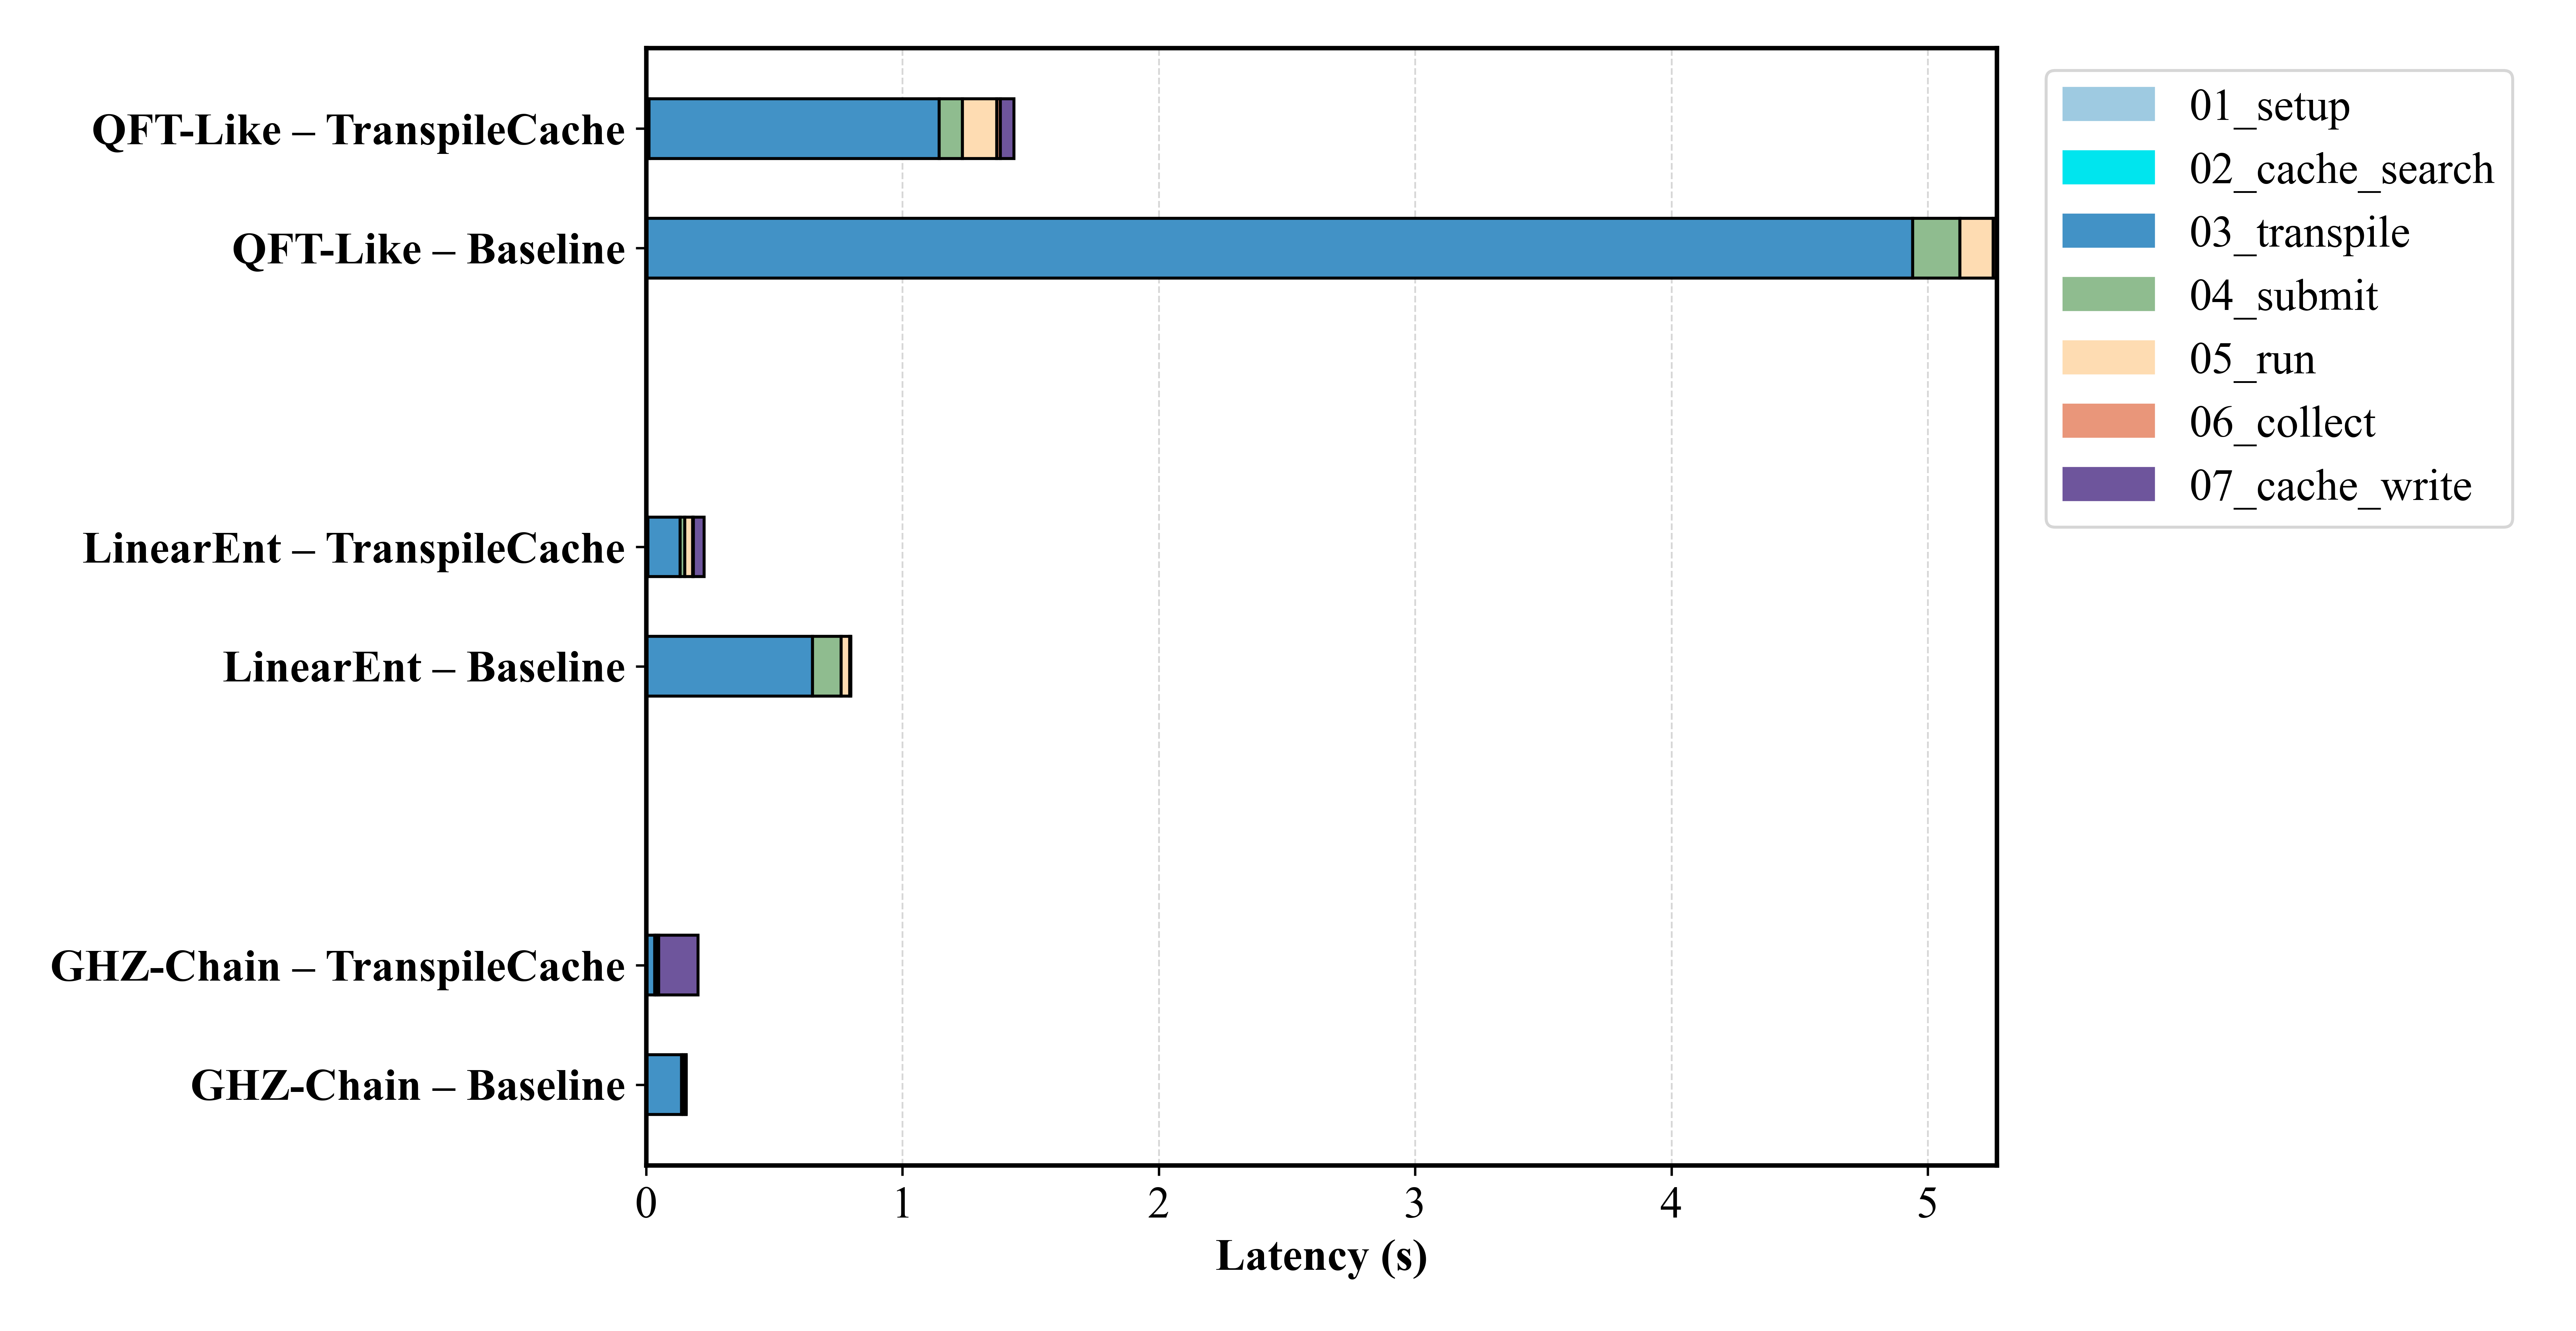 QFT-Like – TranspileCache
QFT-Like – Baseline
LinearEnt – TranspileCache
LinearEnt – Baseline
GHZ-Chain – TranspileCache
GHZ-Chain – Baseline
0 1 2 3 4 5
Latency (s)
01_setup
02_cache_search
03_transpile
04_submit
05_run
06_collect
07_cache_write